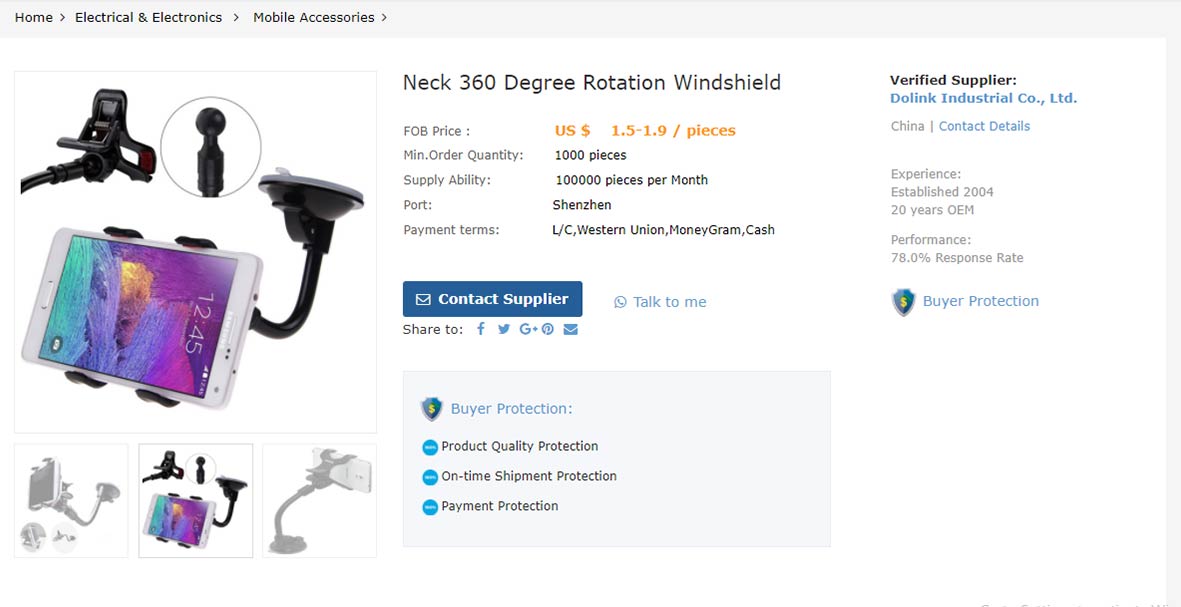 Home > Electrical & Electronics > Mobile Accessories >
Neck 360 Degree Rotation Windshield
FOB Price : US $ 1.5-1.9 / pieces
Min.Order Quantity: 1000 pieces
Supply Ability: 100000 pieces per Month
Port: Shenzhen
Payment terms: L/C,Western Union,MoneyGram,Cash
Contact Supplier
Talk to me
Share to:
Buyer Protection:
Product Quality Protection
On-time Shipment Protection
Payment Protection
Verified Supplier:
Dolink Industrial Co., Ltd.
China | Contact Details
Experience:
Established 2004
20 years OEM
Performance:
78.0% Response Rate
Buyer Protection
12:45
SAMSUNG